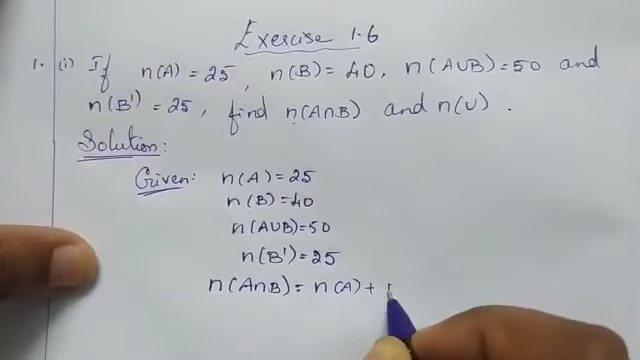 Exercise 1.6
1. (i) If n(A) = 25, n(B) = 40, n(A∪B) = 50 and
n(B') = 25, find n(A∩B) and n(U).
Solution:
Given: n(A) = 25
n(B) = 40
n(A∪B) = 50
n(B') = 25
n(A∩B) = n(A) +